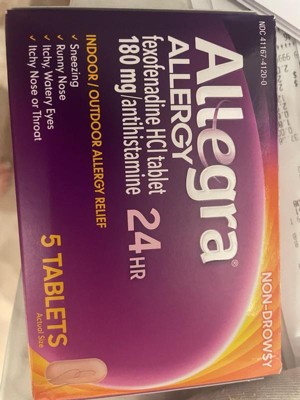 NDC 41167-4120-0
NON-DROWSY
Allegra®
ALLERGY
24 HR
fexofenadine HCl tablet
180 mg/antihistamine
INDOOR / OUTDOOR ALLERGY RELIEF
✓ Sneezing
✓ Runny Nose
✓ Itchy, Watery Eyes
✓ Itchy Nose or Throat
5 TABLETS
Actual Size